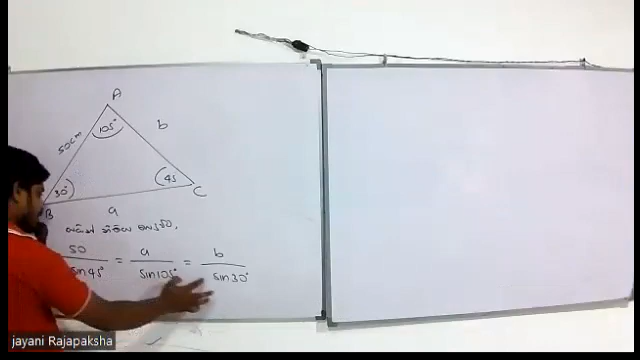 A
105°
b
50cm
30°
45
B
C
a
50 / sin45° = a / sin105° = b / sin30°
jayani Rajapaksha